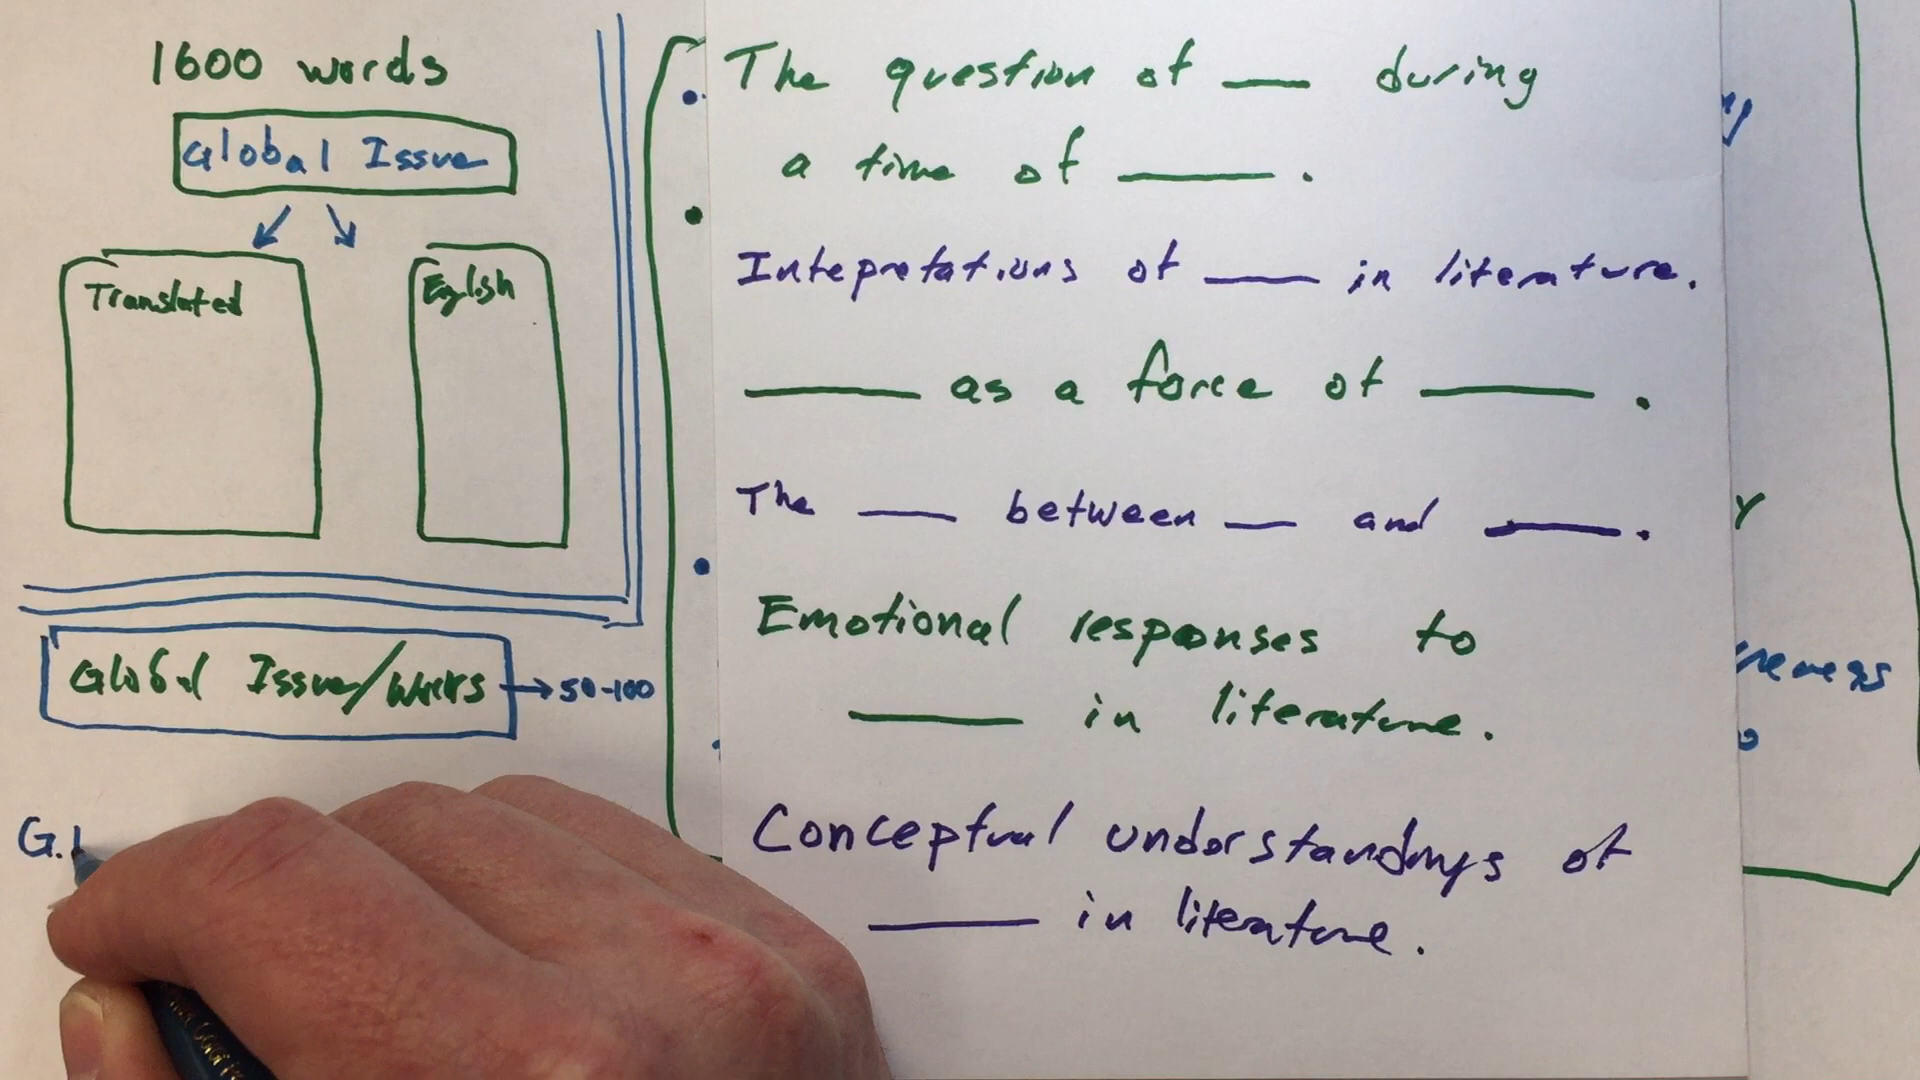 1600 words
Global Issue
Translated
English
Global Issue/Works → 50-100
G.I
The question of ___ during
a time of ___.
Intepretations of ___ in literature.
___ as a force of ___.
The ___ between ___ and ___.
Emotional responses to
___ in literature.
Conceptual understandings of
___ in literature.